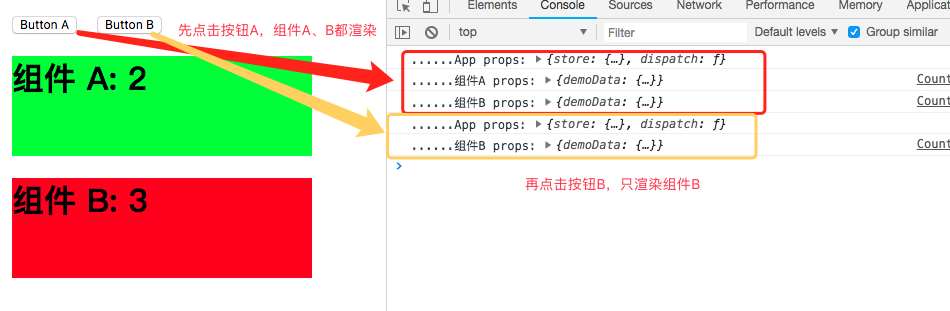 Button A
Button B
先点击按钮A，组件A、B都渲染
组件 A: 2
组件 B: 3
Elements Console Sources Network Performance Memory Applicati
top Filter Default levels Group similar
......App props: {store: {…}, dispatch: ƒ}
......组件A props: {demoData: {…}} Count
......组件B props: {demoData: {…}} Count
......App props: {store: {…}, dispatch: ƒ}
......组件B props: {demoData: {…}} Count
再点击按钮B，只渲染组件B